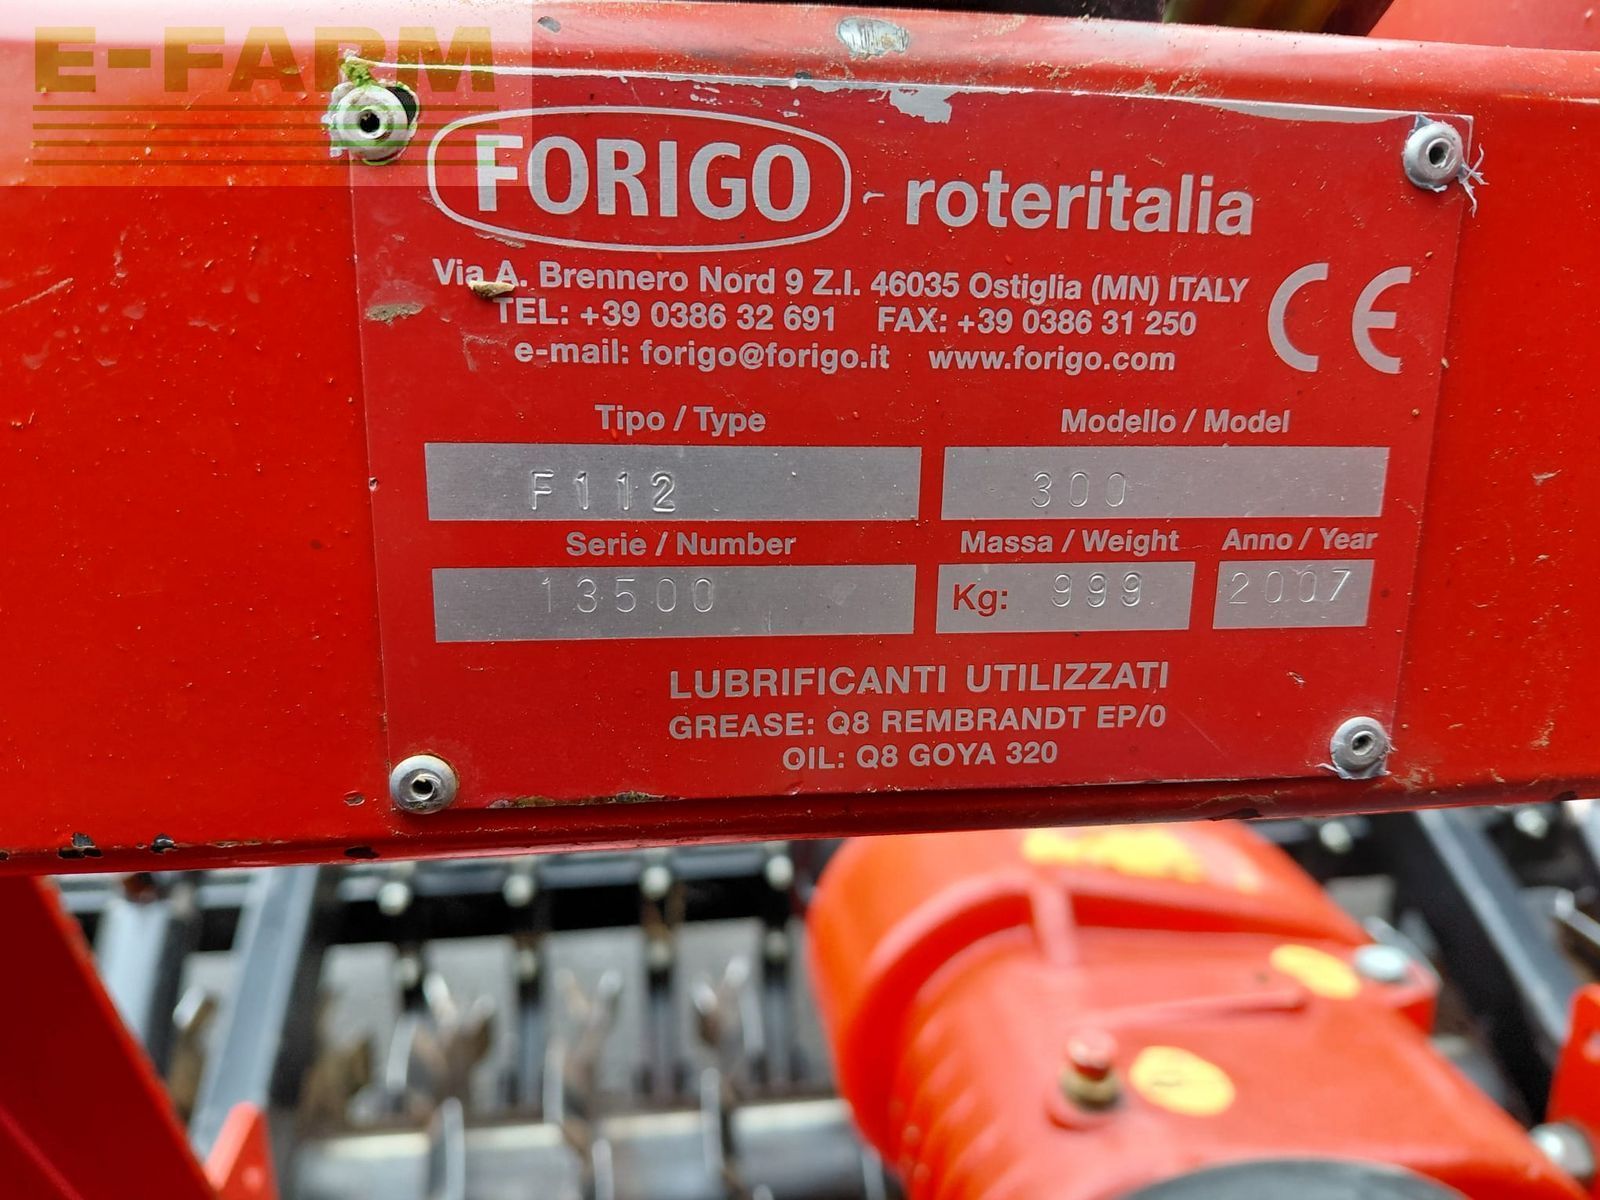 E-FARM
FORIGO - roteritalia
Via A. Brennero Nord 9 Z.I. 46035 Ostiglia (MN) ITALY
TEL: +39 0386 32 691 FAX: +39 0386 31 250
e-mail: forigo@forigo.it www.forigo.com
CE
Tipo / Type Modello / Model
F112 300
Serie / Number Massa / Weight Anno / Year
13500 Kg: 999 2007
LUBRIFICANTI UTILIZZATI
GREASE: Q8 REMBRANDT EP/0
OIL: Q8 GOYA 320